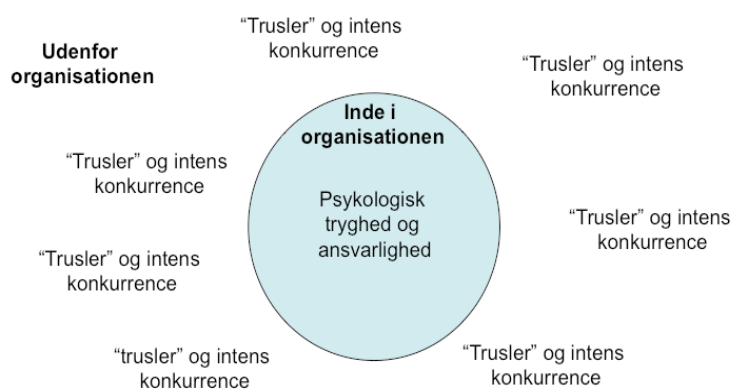 “Trusler” og intens
konkurrence
Udenfor
organisationen
“Trusler” og intens
konkurrence
Inde i
organisationen
“Trusler” og intens
konkurrence
Psykologisk
tryghed og
ansvarlighed
“Trusler” og intens
konkurrence
“Trusler” og intens
konkurrence
“trusler” og intens
konkurrence
“Trusler” og intens
konkurrence